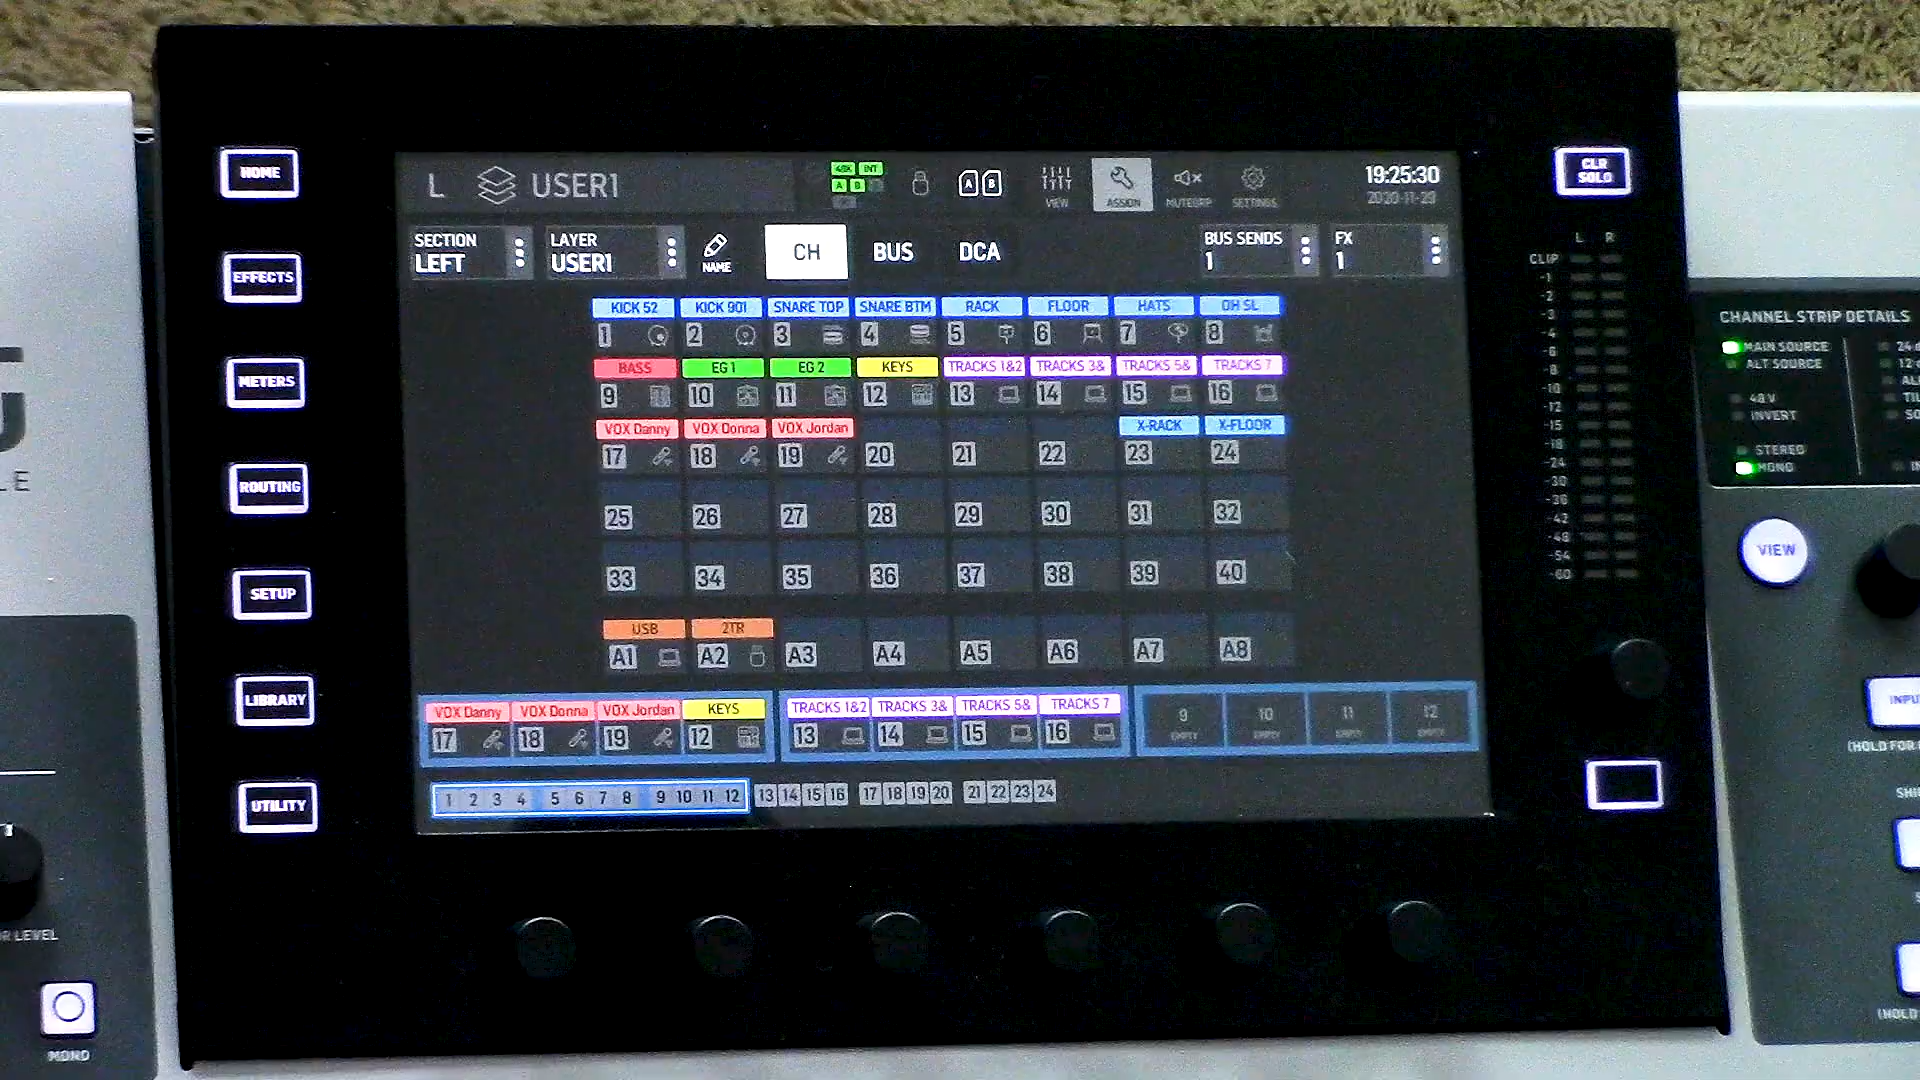 HOME
EFFECTS
METERS
ROUTING
SETUP
LIBRARY
UTILITY
L USER1
48K INT
A B
A B
VIEW
ASSIGN
MUTEGRP
SETTINGS
19:25:30
2020-11-29
SECTION
LEFT
LAYER
USER1
NAME
CH BUS DCA
BUS SENDS
1
FX
1
KICK 52 KICK 901 SNARE TOP SNARE BTM RACK FLOOR HATS OH SL
1 2 3 4 5 6 7 8
BASS EG 1 EG 2 KEYS TRACKS 1&2 TRACKS 3& TRACKS 5& TRACKS 7
9 10 11 12 13 14 15 16
VOX Danny VOX Donna VOX Jordan X-RACK X-FLOOR
17 18 19 20 21 22 23 24
25 26 27 28 29 30 31 32
33 34 35 36 37 38 39 40
USB 2TR
A1 A2 A3 A4 A5 A6 A7 A8
VOX Danny VOX Donna VOX Jordan KEYS TRACKS 1&2 TRACKS 3& TRACKS 5& TRACKS 7
17 18 19 12 13 14 15 16
9 10 11 12
EMPTY EMPTY EMPTY EMPTY
1 2 3 4 5 6 7 8 9 10 11 12 13 14 15 16 17 18 19 20 21 22 23 24
CLR
SOLO
L R
CLIP
-1
-2
-3
-4
-6
-8
-10
-12
-15
-18
-24
-30
-36
-42
-48
-54
-60
CHANNEL STRIP DETAILS
MAIN SOURCE
ALT SOURCE
48 V
INVERT
STEREO
MONO
VIEW
INPU
(HOLD FOR
SHI
(HOLD
LE
R LEVEL
MONO